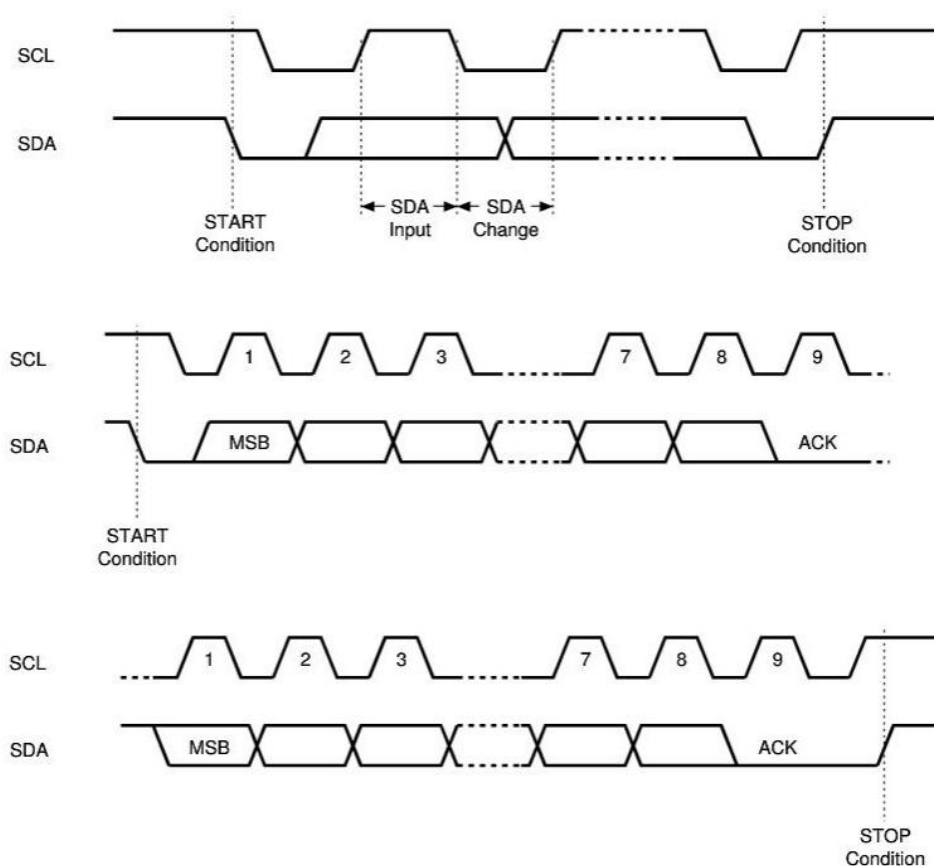 SCL
SDA
SDA
Input
SDA
Change
START
Condition
STOP
Condition
SCL
1 2 3 7 8 9
SDA
MSB ACK
START
Condition
SCL
1 2 3 7 8 9
SDA
MSB ACK
STOP
Condition